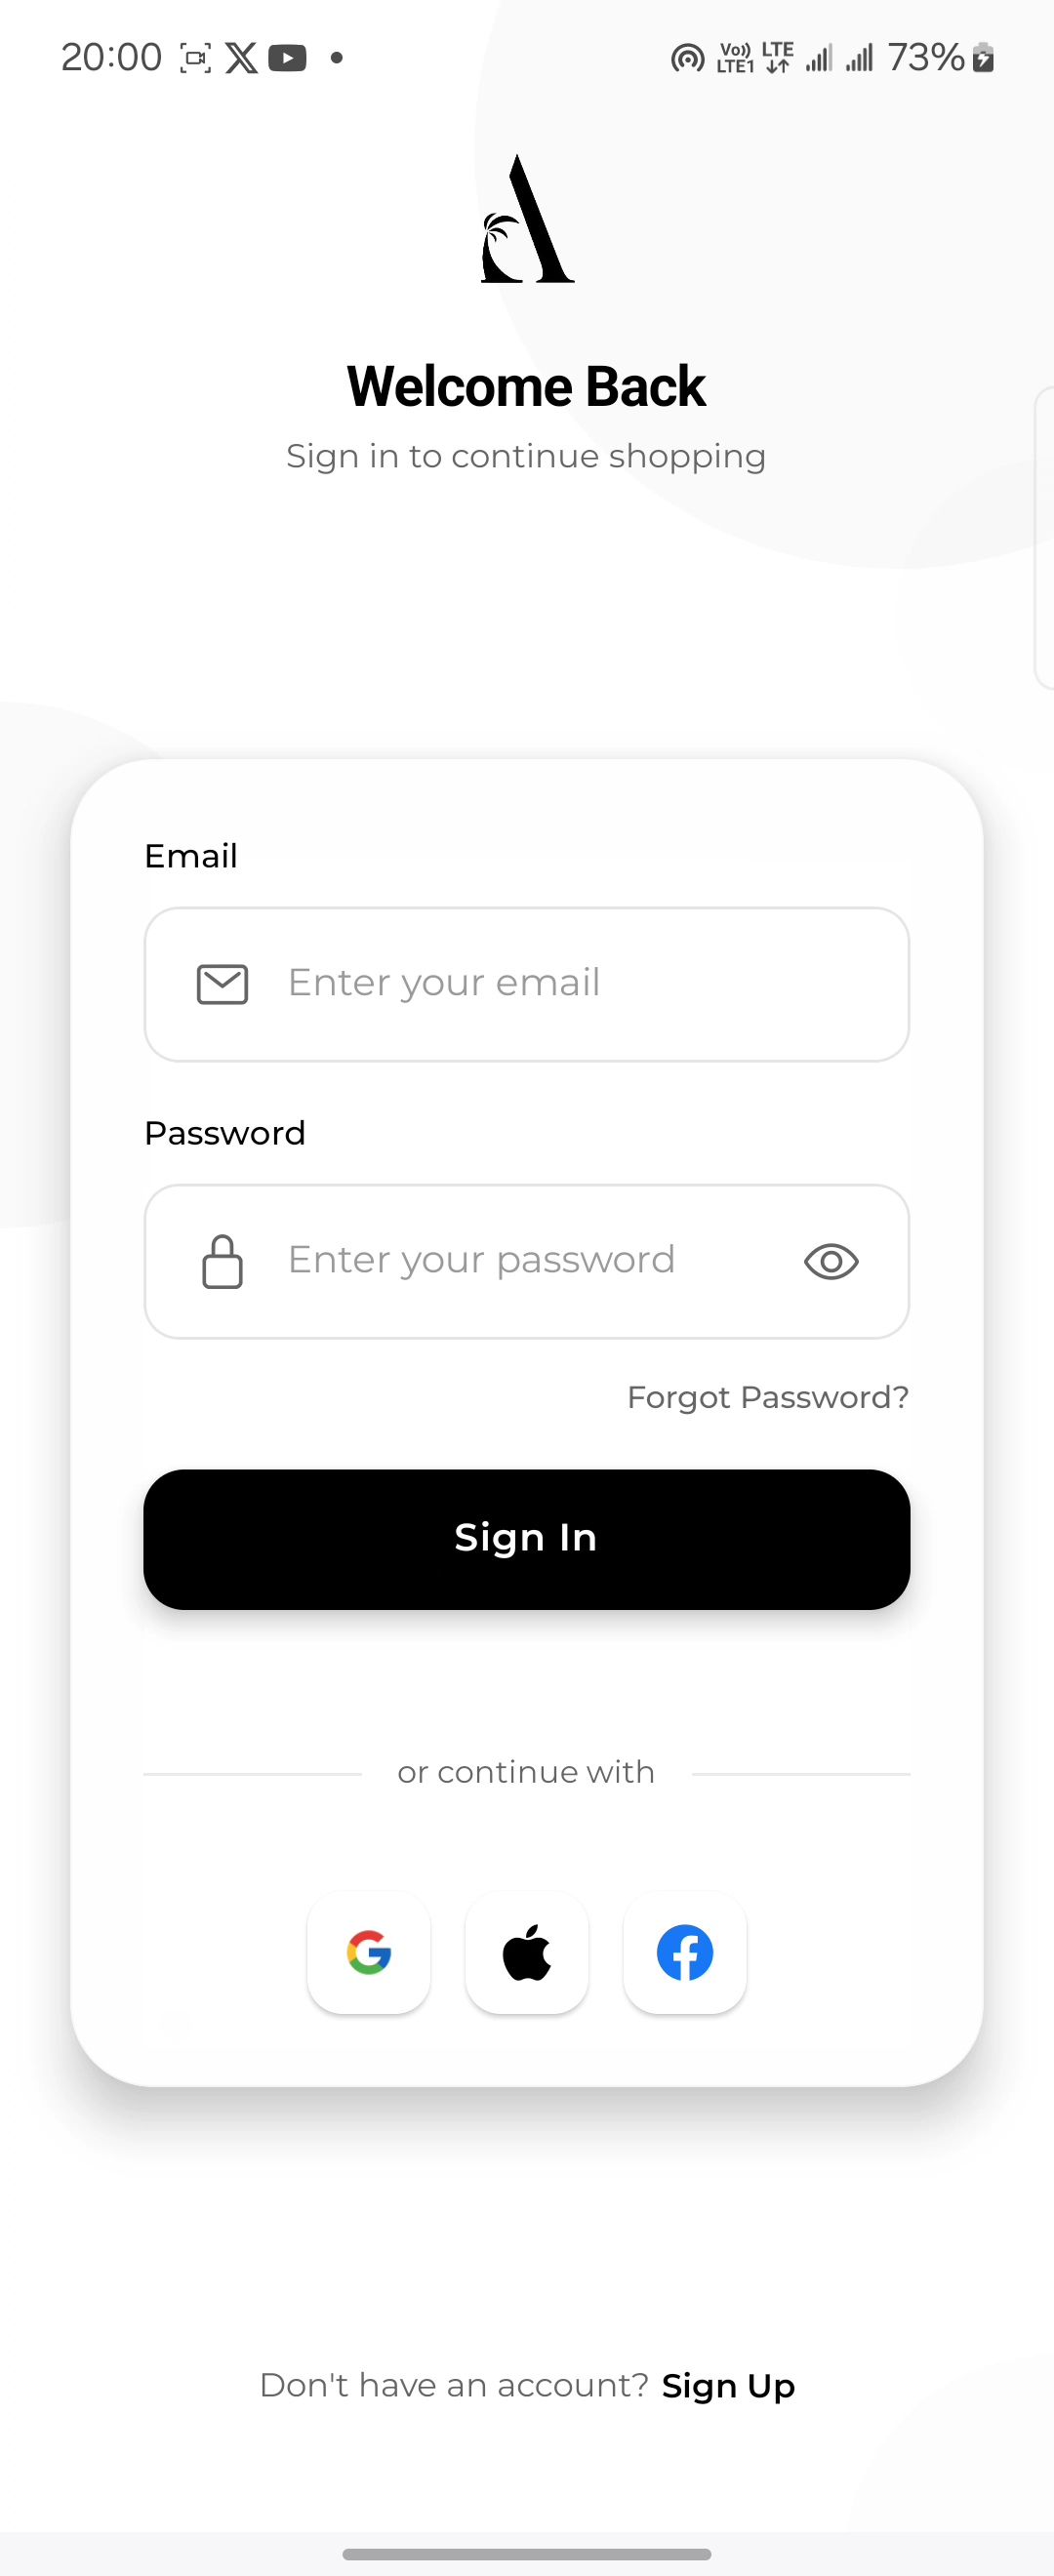 20:00
Vo)) LTE1 LTE 73%
Welcome Back
Sign in to continue shopping
Email
Enter your email
Password
Enter your password
Forgot Password?
Sign In
or continue with
Don't have an account? Sign Up